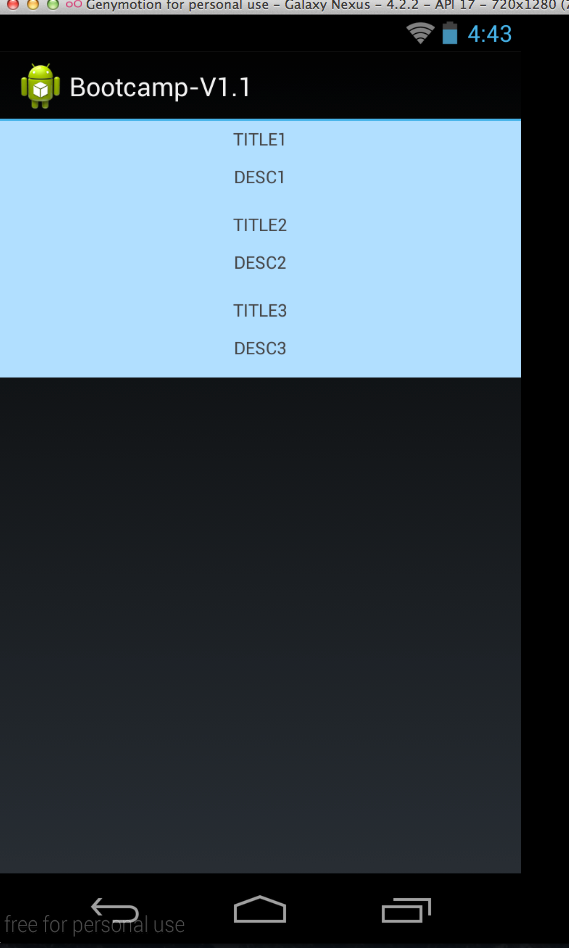 Genymotion for personal use - Galaxy Nexus - 4.2.2 - API 17 - 720x1280 (7
4:43
Bootcamp-V1.1
TITLE1
DESC1
TITLE2
DESC2
TITLE3
DESC3
free for personal use